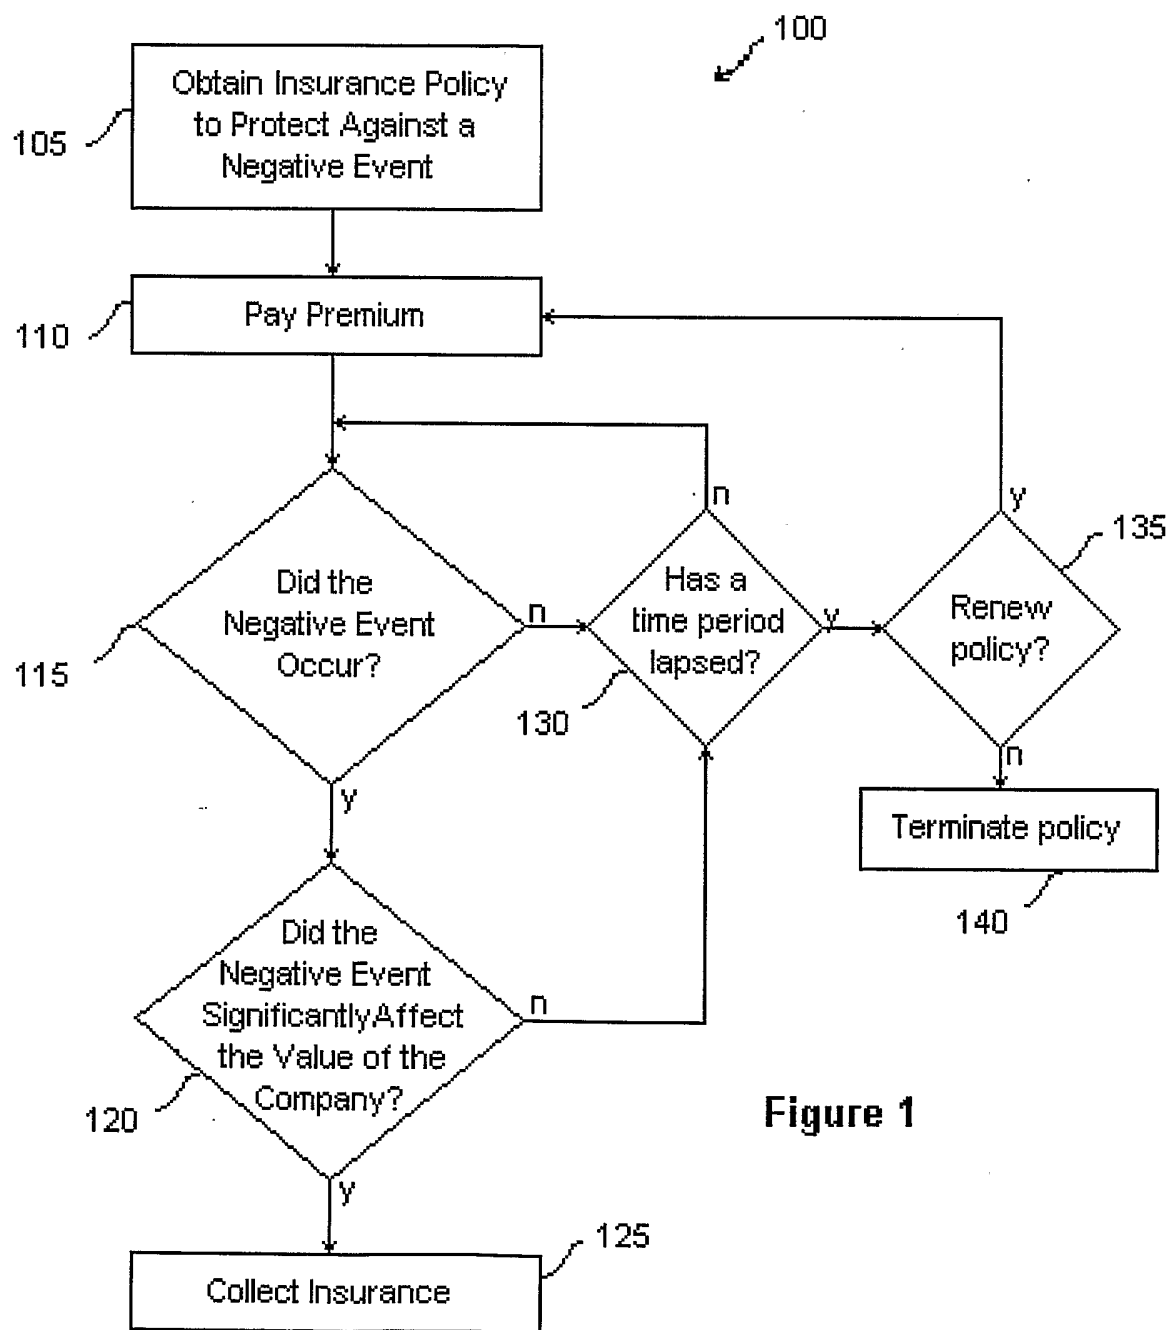 100
Obtain Insurance Policy
to Protect Against a
Negative Event
105
Pay Premium
110
n
y
135
Did the
Negative Event
Occur?
n
115
Has a
time period
lapsed?
y
130
Renew
policy?
n
y
Terminate policy
140
Did the
Negative Event
Significantly Affect
the Value of the
Company?
n
120
y
Figure 1
125
Collect Insurance